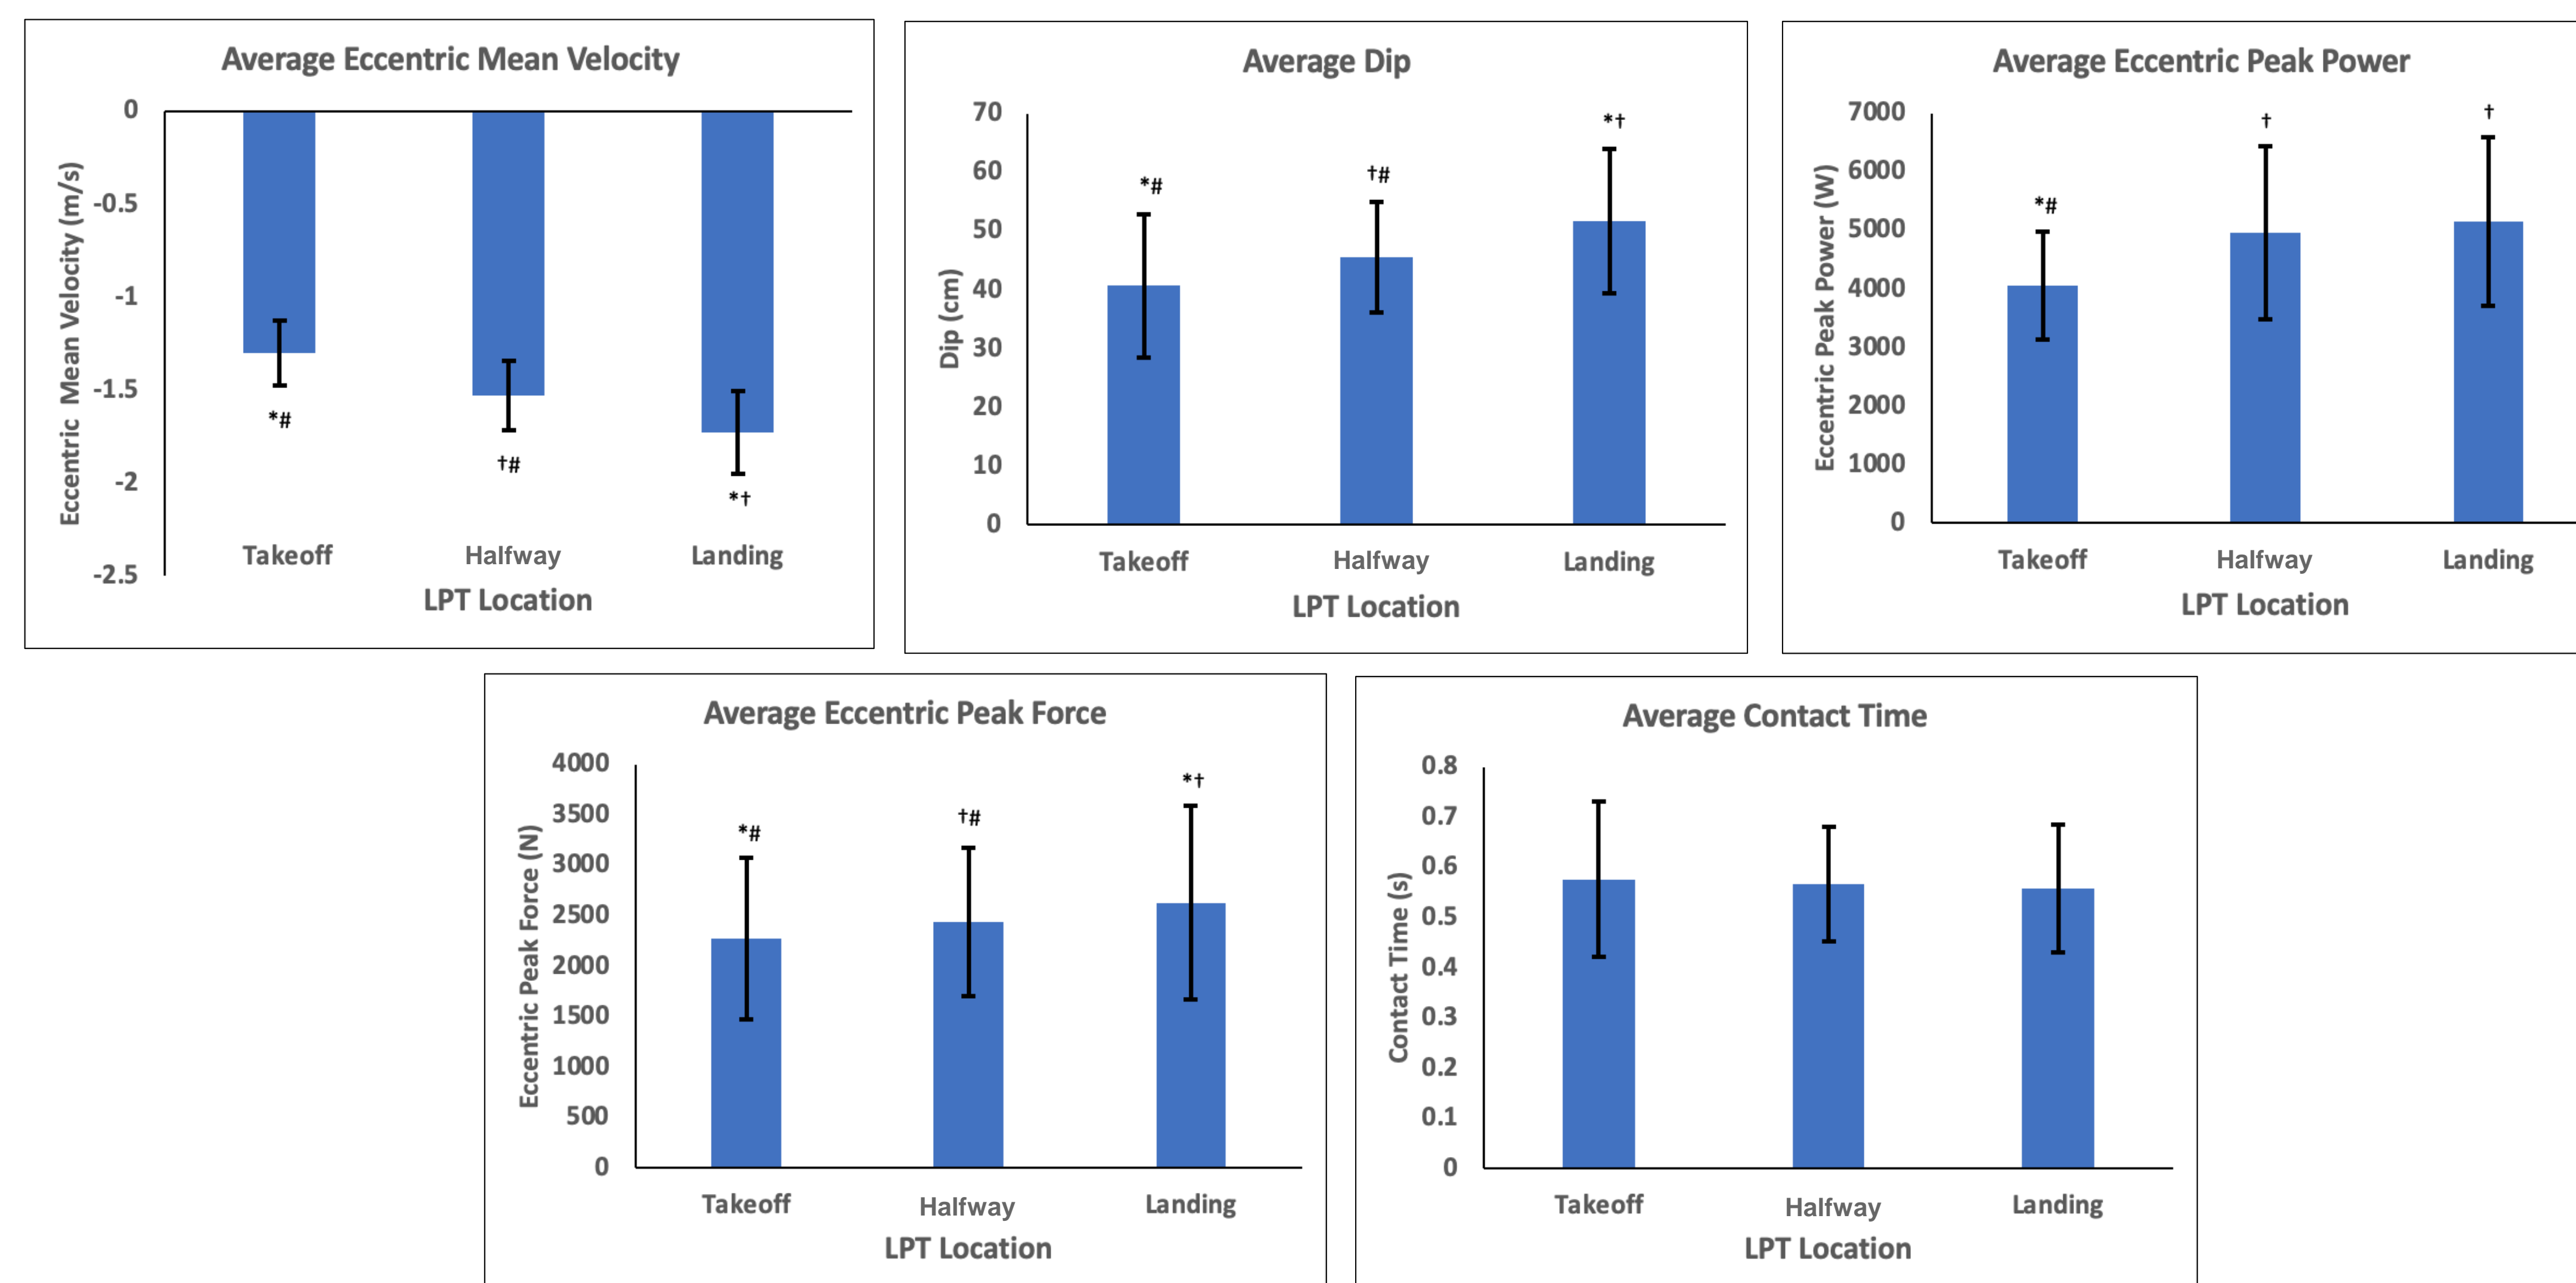 Average Eccentric Mean Velocity
Eccentric  Mean Velocity (m/s)
0
-0.5
-1
-1.5
-2
-2.5
*#
†#
*†
Takeoff Halfway Landing
LPT Location
Average Dip
Dip (cm)
70
60
50
40
30
20
10
0
*#
†#
*†
Takeoff Halfway Landing
LPT Location
Average Eccentric Peak Power
Eccentric Peak Power (W)
7000
6000
5000
4000
3000
2000
1000
0
*#
†
†
Takeoff Halfway Landing
LPT Location
Average Eccentric Peak Force
Eccentric Peak Force (N)
4000
3500
3000
2500
2000
1500
1000
500
0
*#
†#
*†
Takeoff Halfway Landing
LPT Location
Average Contact Time
Contact Time (s)
0.8
0.7
0.6
0.5
0.4
0.3
0.2
0.1
0
Takeoff Halfway Landing
LPT Location